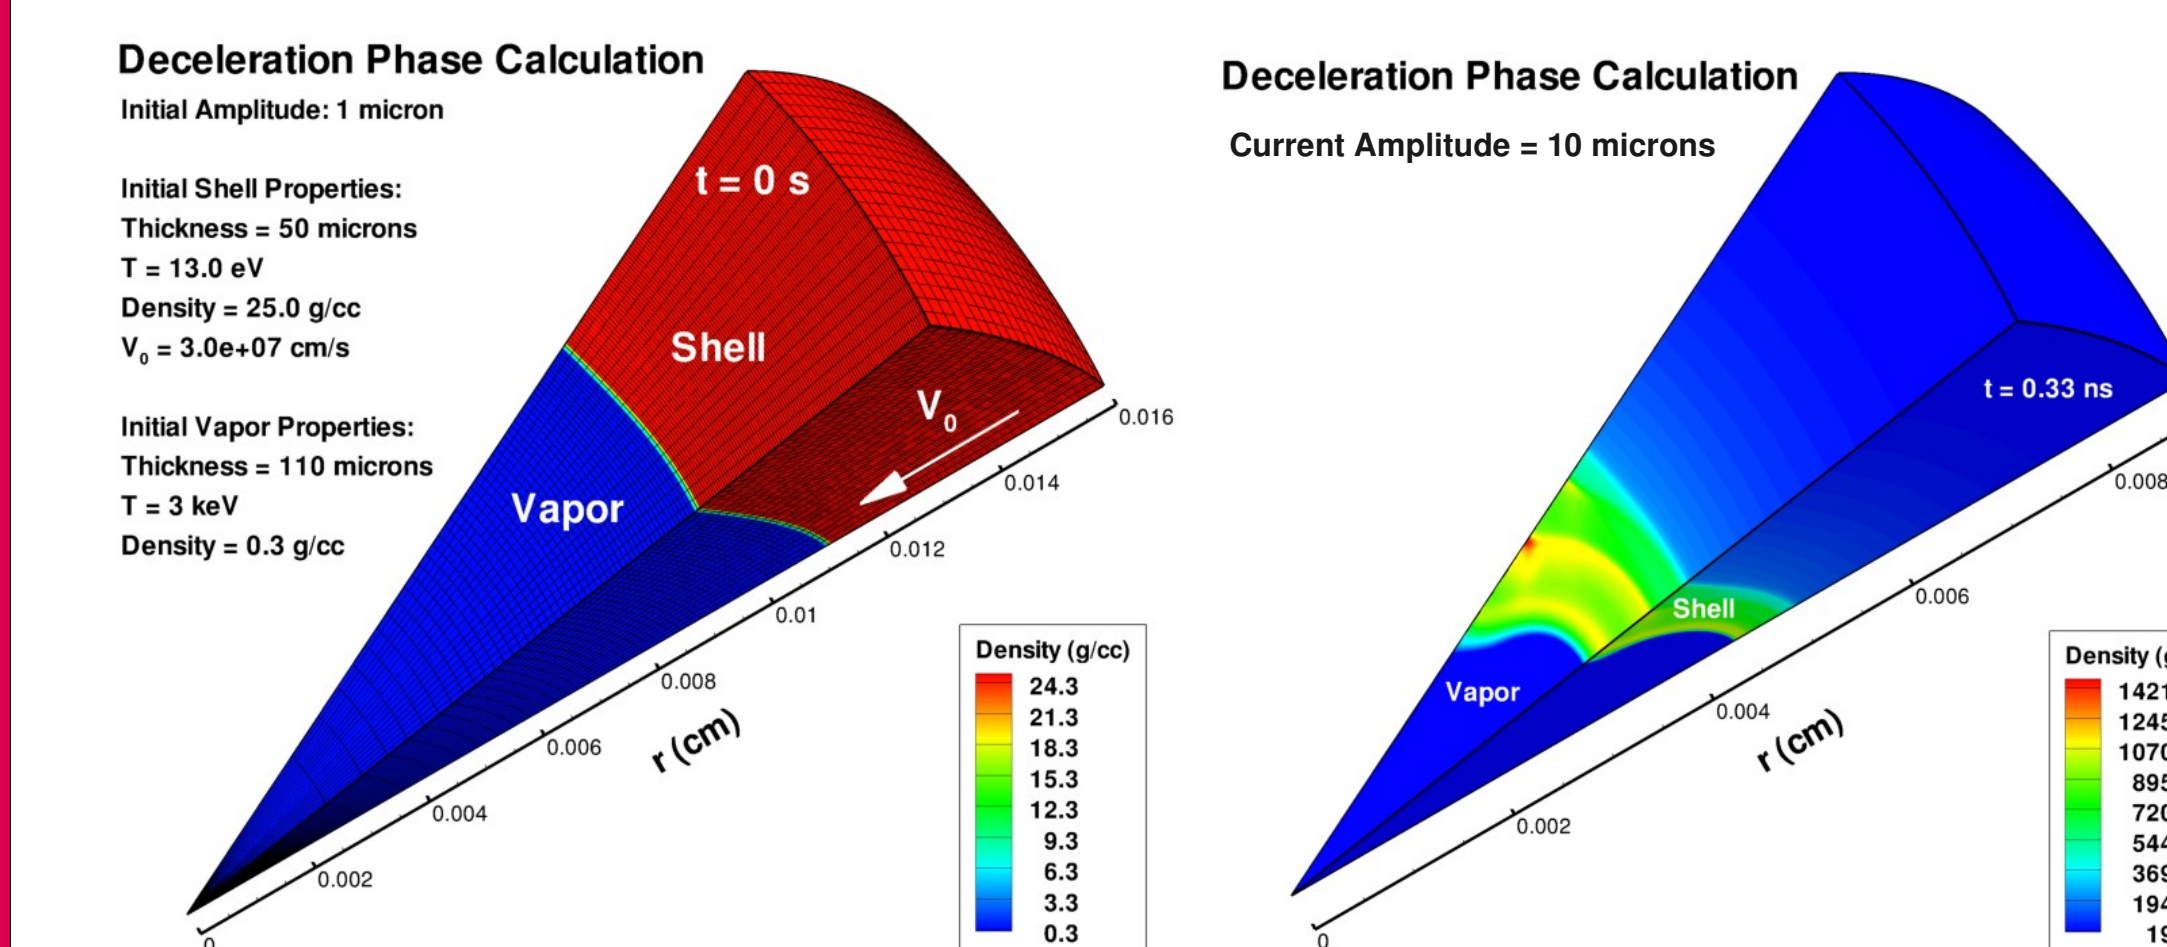 Deceleration Phase Calculation
Initial Amplitude: 1 micron
Initial Shell Properties:
Thickness = 50 microns
T = 13.0 eV
Density = 25.0 g/cc
V₀ = 3.0e+07 cm/s
Initial Vapor Properties:
Thickness = 110 microns
T = 3 keV
Density = 0.3 g/cc
t = 0 s
Shell
Vapor
V₀
0.016
0.014
0.012
0.01
0.008
0.006
0.004
0.002
0
r (cm)
Density (g/cc)
24.3
21.3
18.3
15.3
12.3
9.3
6.3
3.3
0.3
Deceleration Phase Calculation
Current Amplitude = 10 microns
t = 0.33 ns
Shell
Vapor
0.008
0.006
0.004
0.002
0
r (cm)
Density
1421
1245
1070
895
720
544
369
194
19